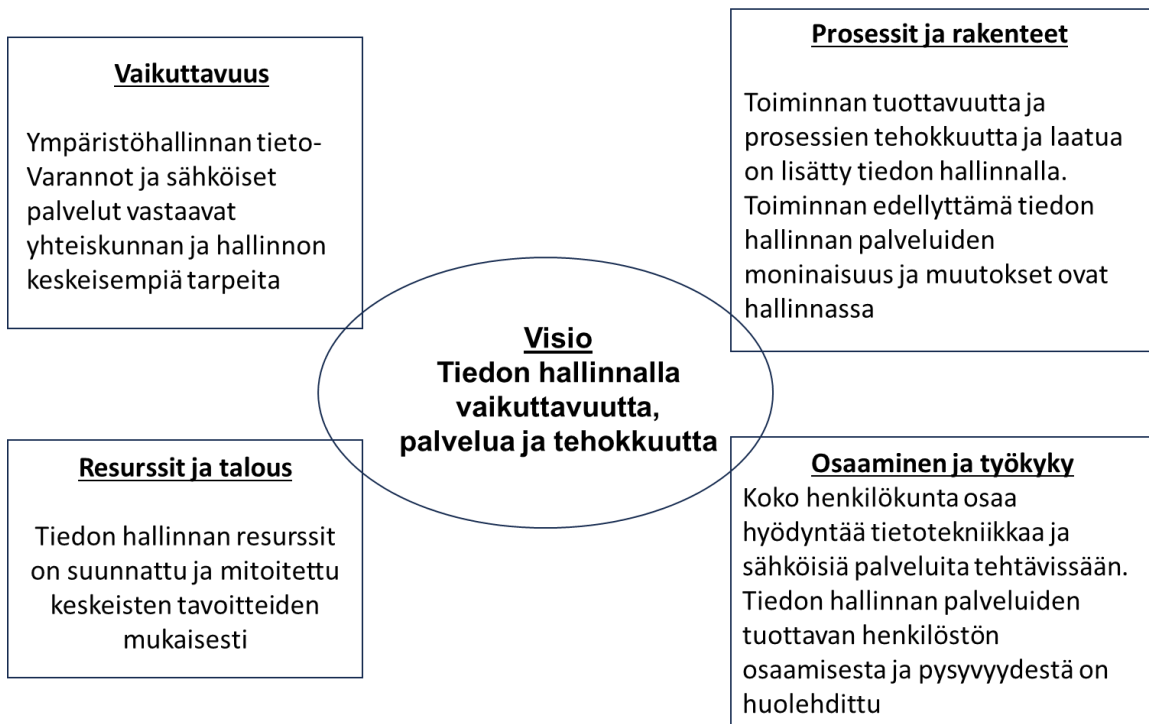 Vaikuttavuus
Ympäristöhallinnan tieto-
Varannot ja sähköiset
palvelut vastaavat
yhteiskunnan ja hallinnon
keskeisempiä tarpeita
Prosessit ja rakenteet
Toiminnan tuottavuutta ja
prosessien tehokkuutta ja laatua
on lisätty tiedon hallinnalla.
Toiminnan edellyttämä tiedon
hallinnan palveluiden
moninaisuus ja muutokset ovat
hallinnassa
Visio
Tiedon hallinnalla
vaikuttavuutta,
palvelua ja tehokkuutta
Resurssit ja talous
Tiedon hallinnan resurssit
on suunnattu ja mitoitettu
keskeisten tavoitteiden
mukaisesti
Osaaminen ja työkyky
Koko henkilökunta osaa
hyödyntää tietotekniikkaa ja
sähköisiä palveluita tehtävissään.
Tiedon hallinnan palveluiden
tuottavan henkilöstön
osaamisesta ja pysyvyydestä on
huolehdittu